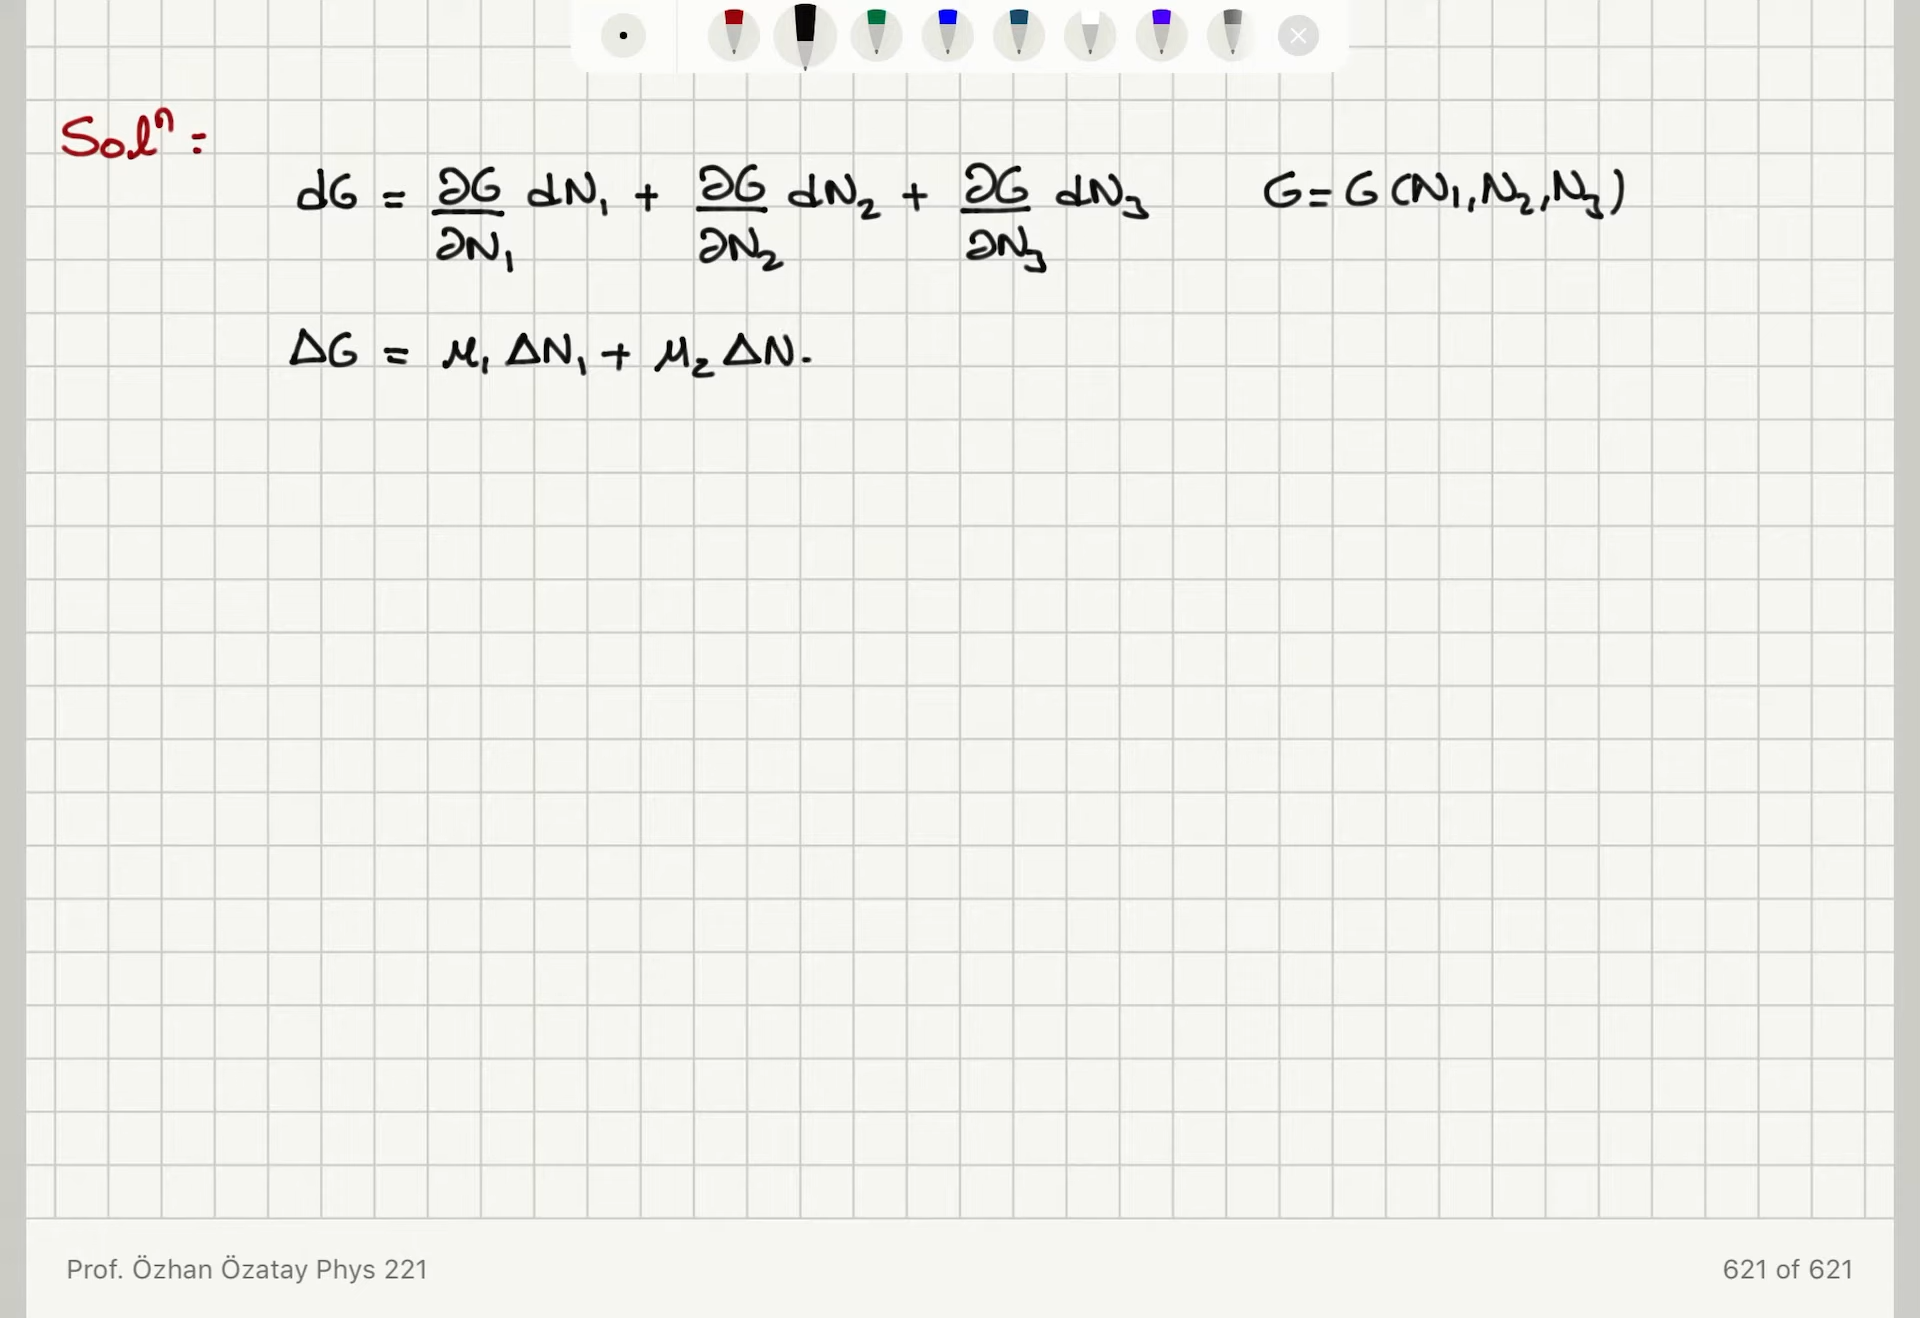 Solⁿ:
dG = ∂G/∂N₁ dN₁ + ∂G/∂N₂ dN₂ + ∂G/∂N₃ dN₃ G = G(N₁, N₂, N₃)
ΔG = μ₁ ΔN₁ + μ₂ ΔN.
Prof. Özhan Özatay Phys 221 621 of 621